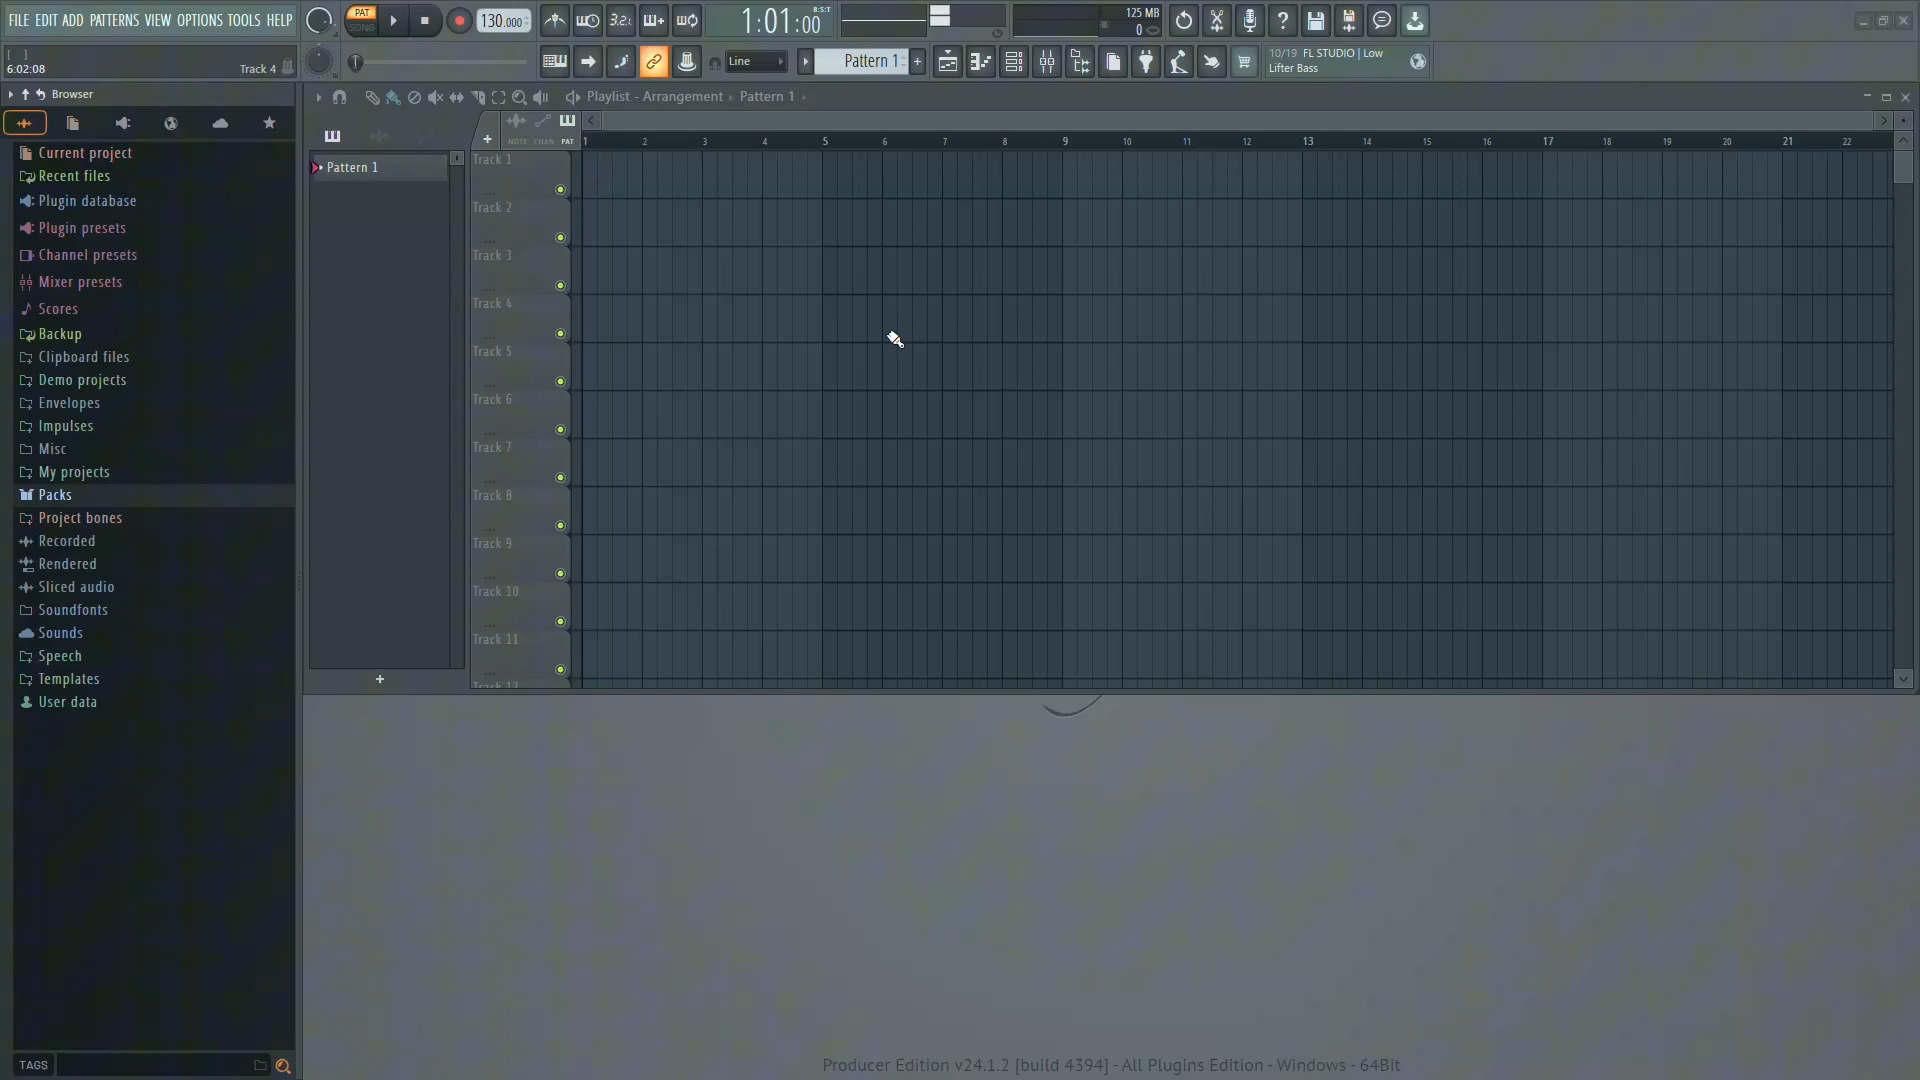 FILE EDIT ADD PATTERNS VIEW OPTIONS TOOLS HELP
PAT
SONG
130.000
3.2.
1:01:00
B:S:T
125 MB
0
[ ]
6:02:08
Track 4
Line
Pattern 1
10/19 FL STUDIO | Low
Lifter Bass
Browser
Playlist - Arrangement
Pattern 1
Current project
Recent files
Plugin database
Plugin presets
Channel presets
Mixer presets
Scores
Backup
Clipboard files
Demo projects
Envelopes
Impulses
Misc
My projects
Packs
Project bones
Recorded
Rendered
Sliced audio
Soundfonts
Sounds
Speech
Templates
User data
TAGS
Pattern 1
NOTE CHAN PAT
1 2 3 4 5 6 7 8 9 10 11 12 13 14 15 16 17 18 19 20 21 22
Track 1
Track 2
Track 3
Track 4
Track 5
Track 6
Track 7
Track 8
Track 9
Track 10
Track 11
Track 12
Producer Edition v24.1.2 [build 4394] - All Plugins Edition - Windows - 64Bit